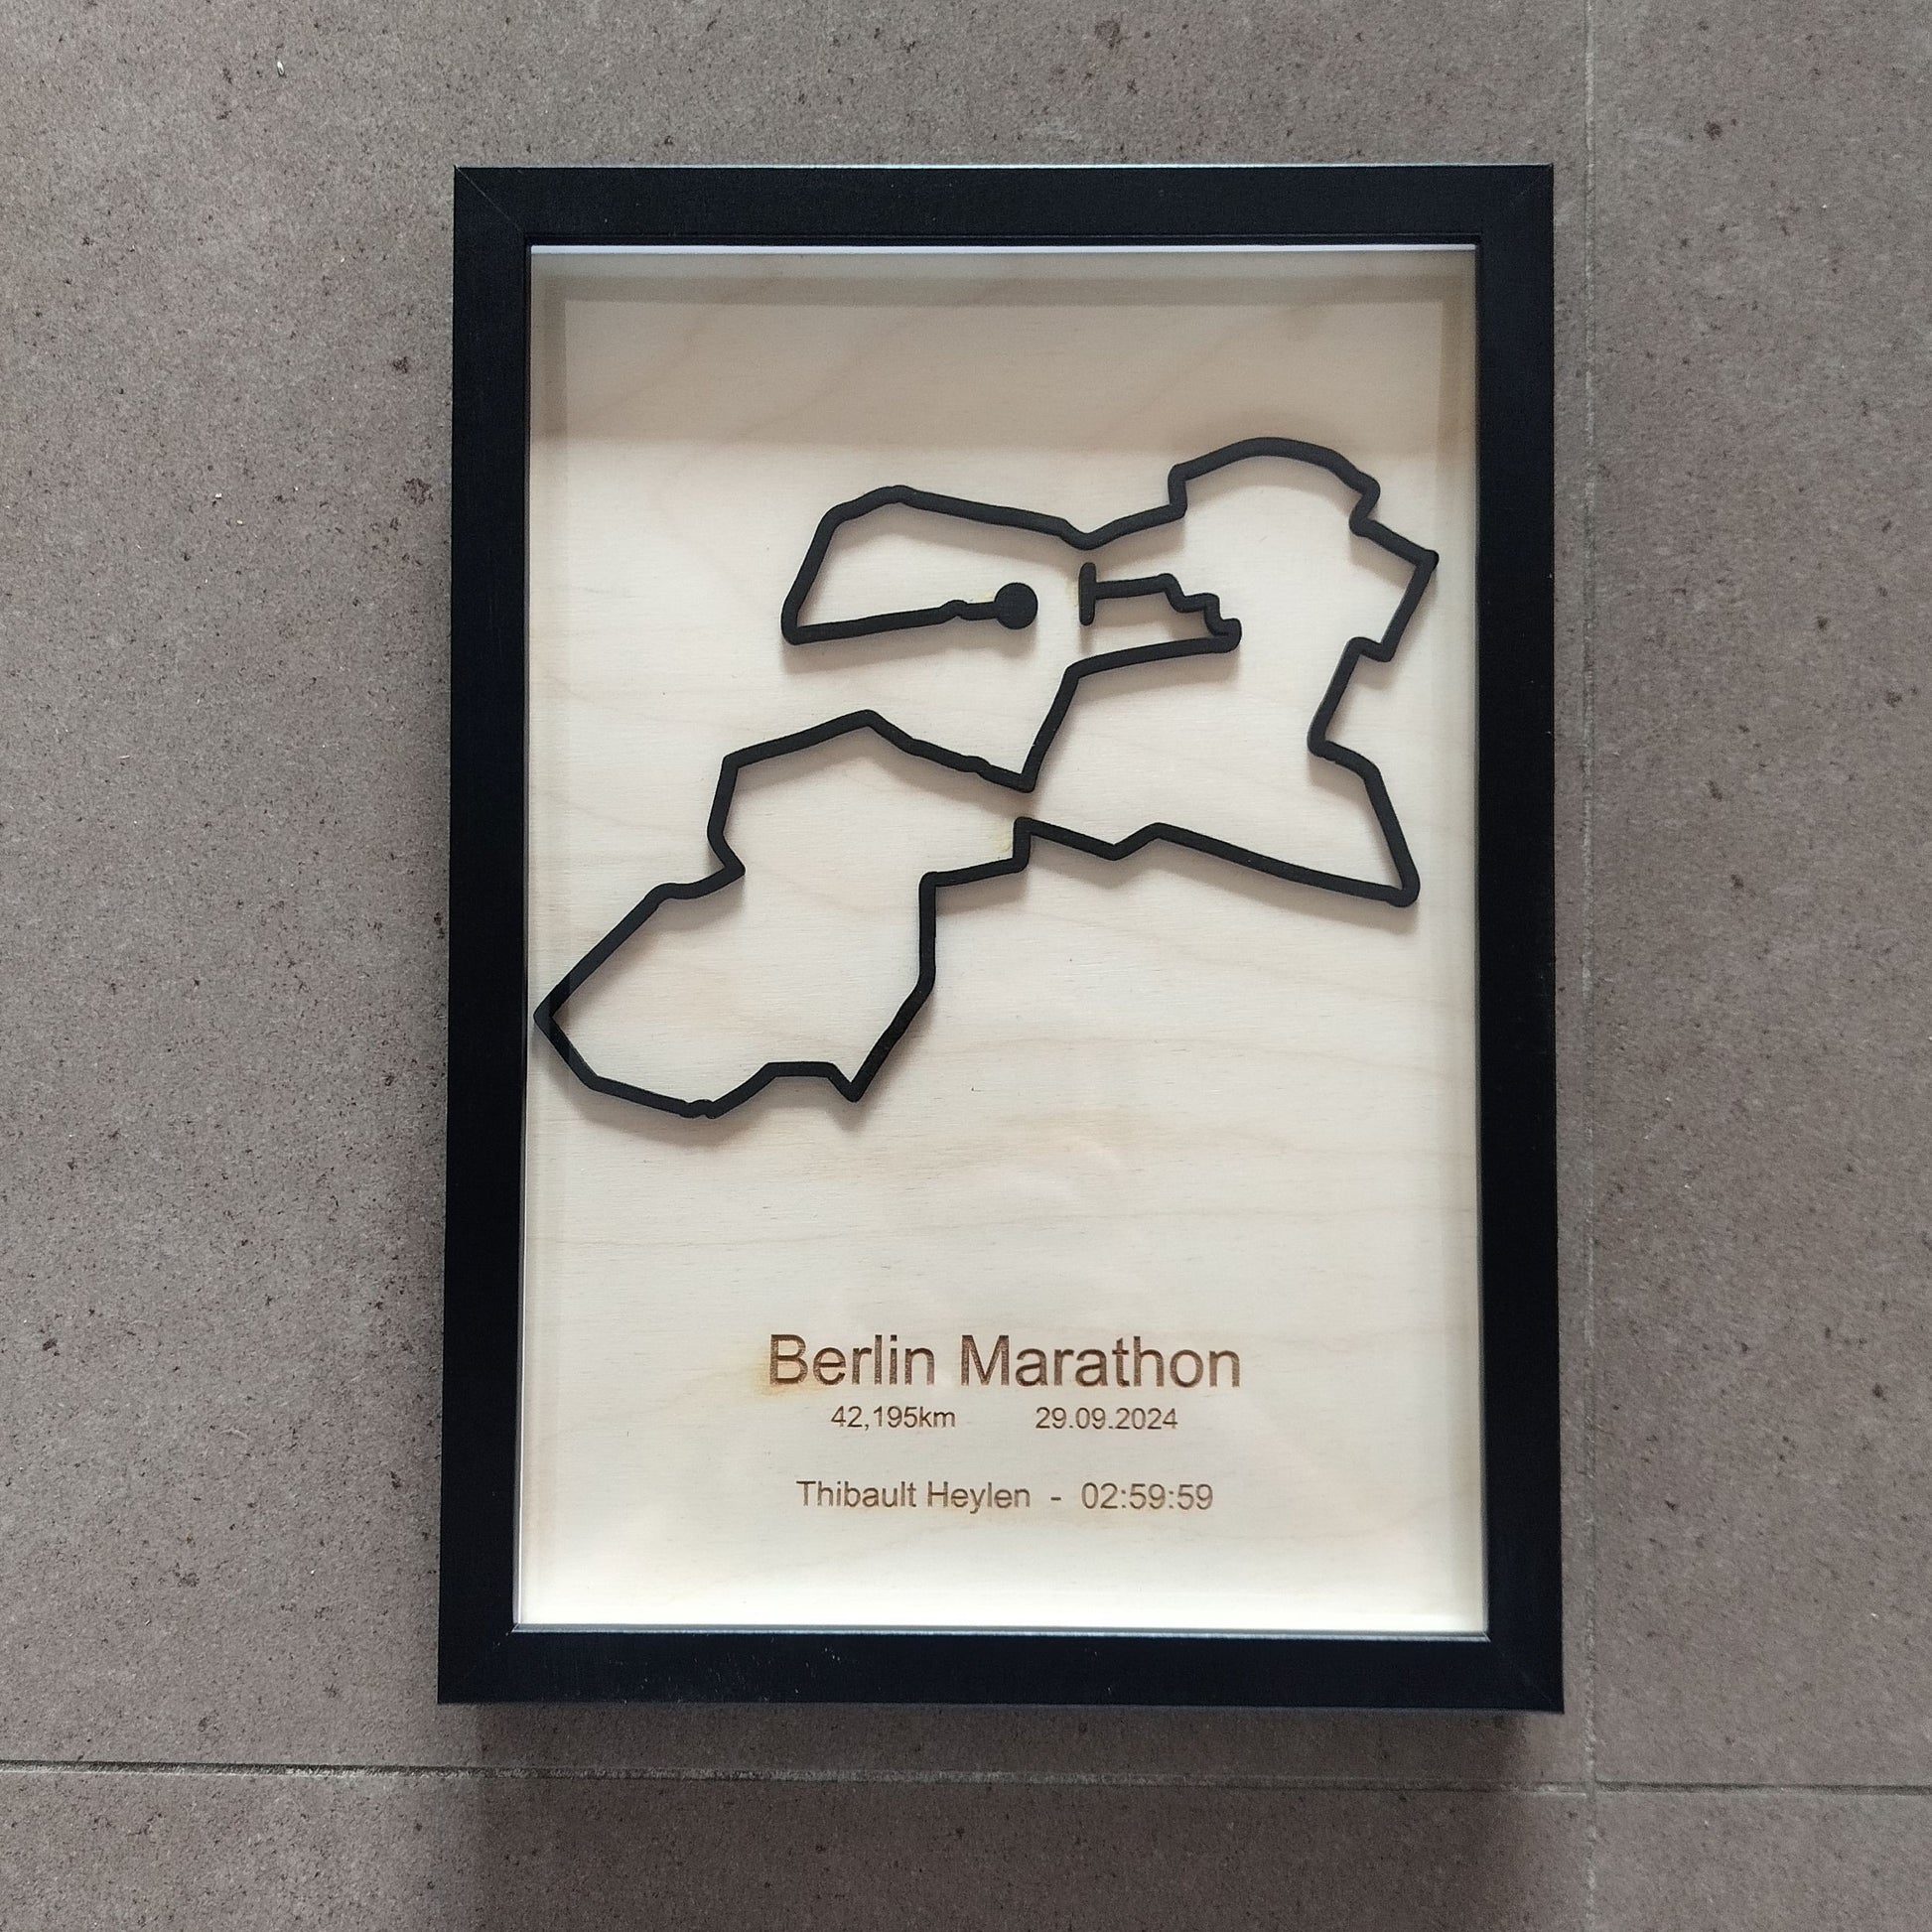 Berlin Marathon
42,195km 29.09.2024
Thibault Heylen - 02:59:59